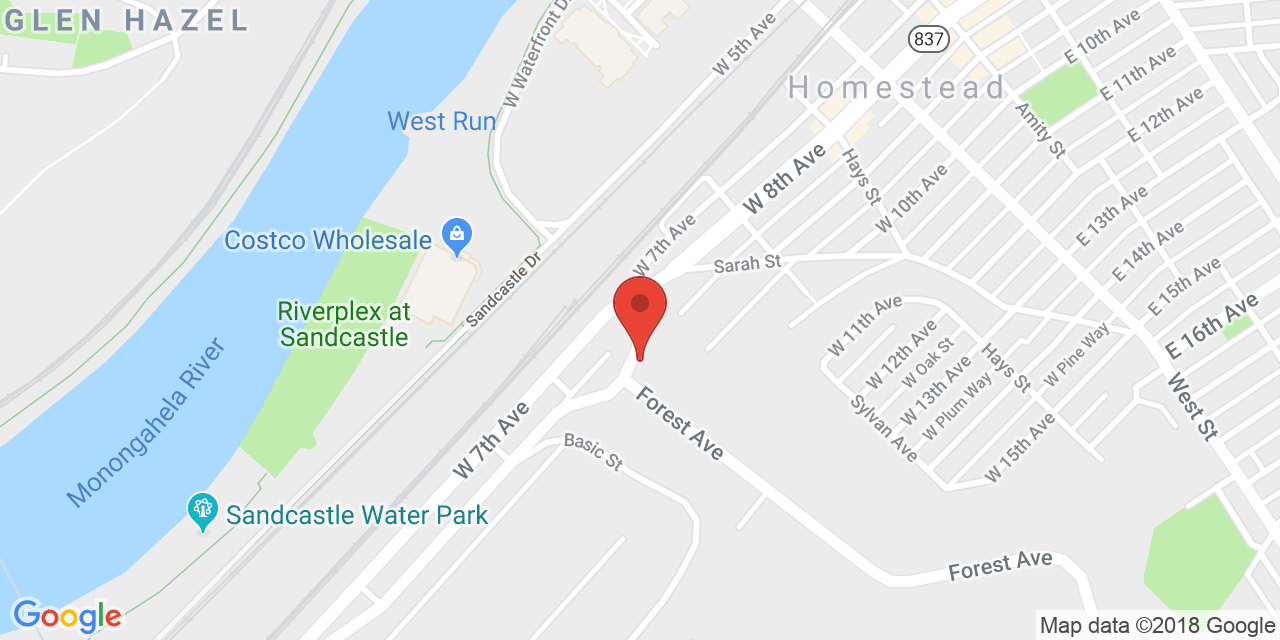 GLEN HAZEL
W Waterfront Dr
W 5th Ave
837
E 10th Ave
Homestead
E 11th Ave
West Run
Amity St
E 12th Ave
W 8th Ave
Hays St
W 10th Ave
E 13th Ave
Costco Wholesale
W 7th Ave
Sarah St
E 14th Ave
Sandcastle Dr
E 15th Ave
Riverplex at
Sandcastle
W 11th Ave
E 16th Ave
W 12th Ave
W Oak St
Hays St
W Pine Way
Monongahela River
W 13th Ave
W Plum Way
West St
Forest Ave
Sylvan Ave
W 7th Ave
Basic St
W 15th Ave
Sandcastle Water Park
Forest Ave
Google
Map data ©2018 Google